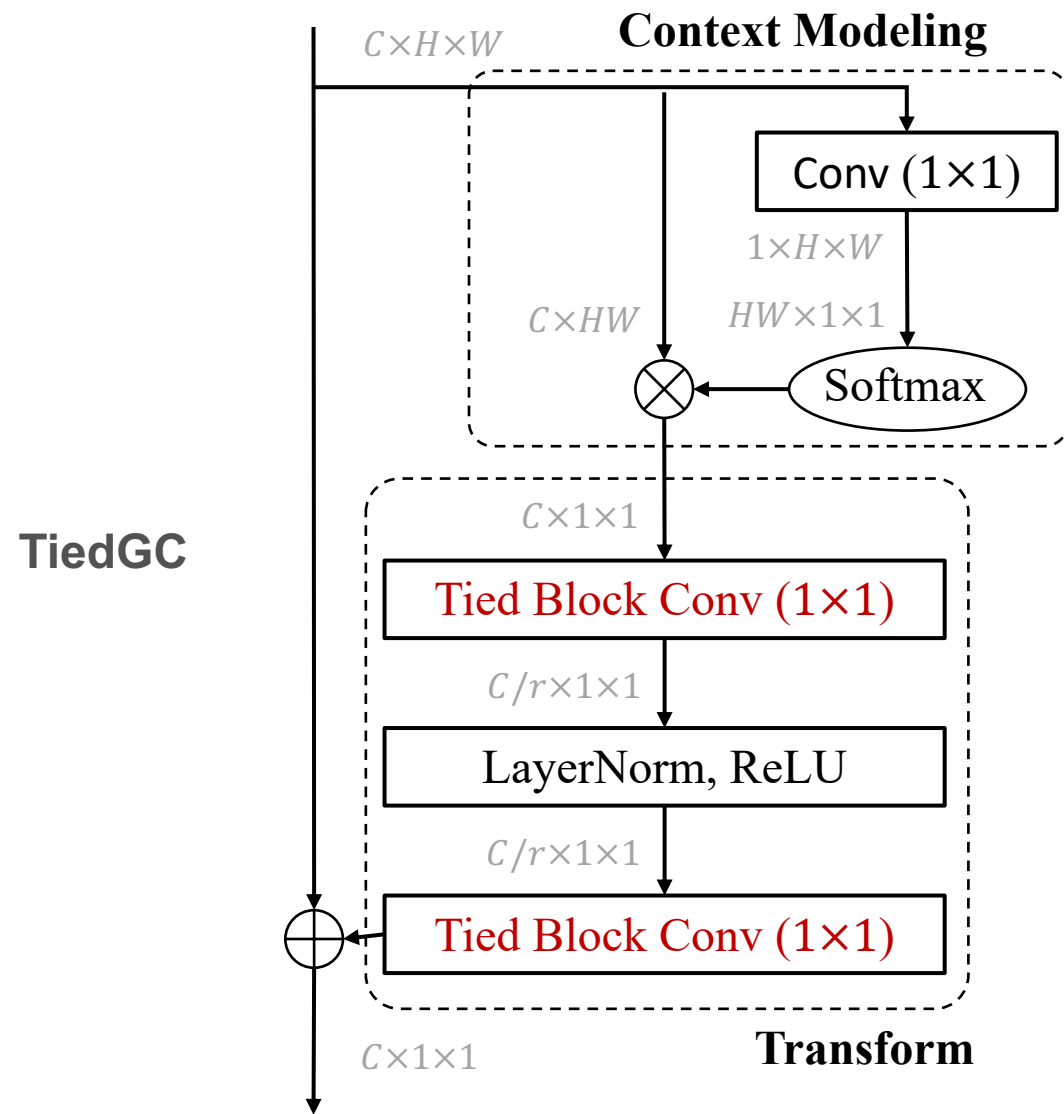 Context Modeling
C×H×W
Conv (1×1)
1×H×W
C×HW
HW×1×1
Softmax
C×1×1
TiedGC
Tied Block Conv (1×1)
C/r×1×1
LayerNorm, ReLU
C/r×1×1
Tied Block Conv (1×1)
Transform
C×1×1